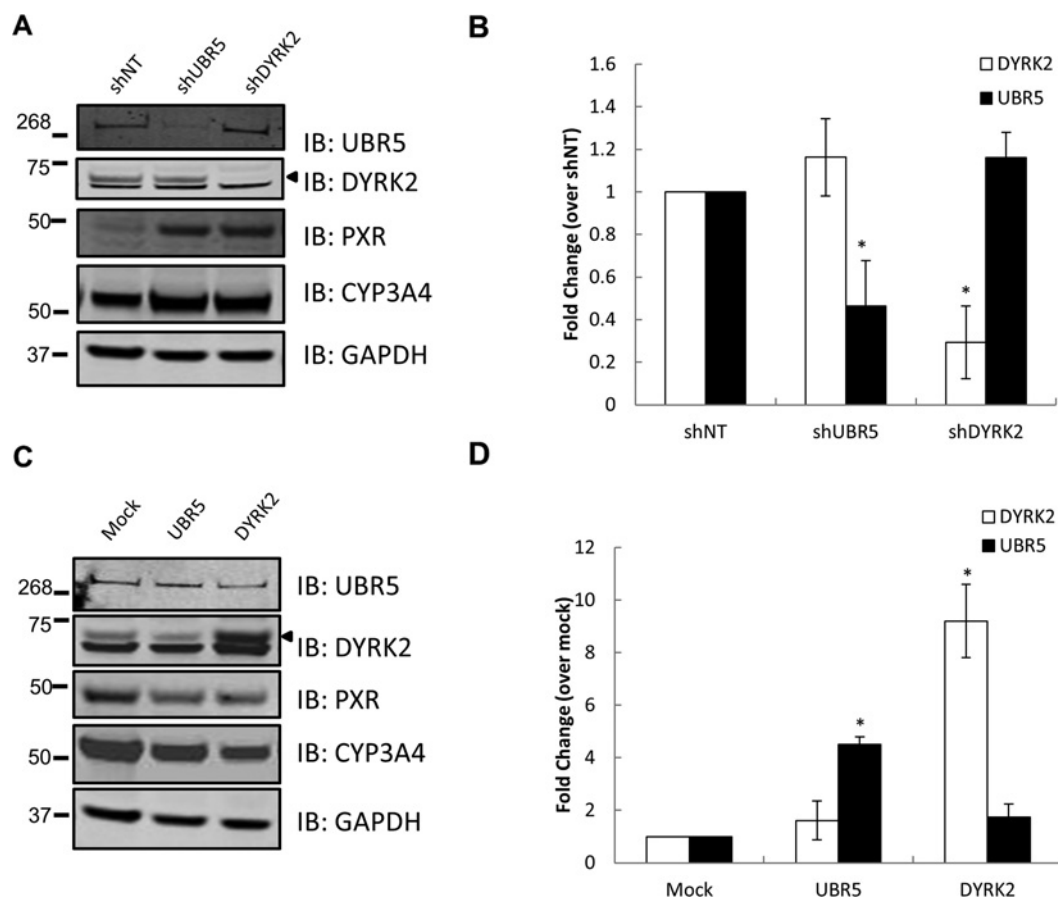 A
shNT
shUBR5
shDYRK2
268
IB: UBR5
75
IB: DYRK2
50
IB: PXR
IB: CYP3A4
50
37
IB: GAPDH
B
DYRK2
UBR5
Fold Change (over shNT)
1.6
1.4
1.2
1
0.8
0.6
0.4
0.2
0
*
*
shNT
shUBR5
shDYRK2
C
Mock
UBR5
DYRK2
268
IB: UBR5
75
IB: DYRK2
50
IB: PXR
50
IB: CYP3A4
37
IB: GAPDH
D
DYRK2
UBR5
Fold Change (over mock)
12
10
8
6
4
2
0
*
*
Mock
UBR5
DYRK2